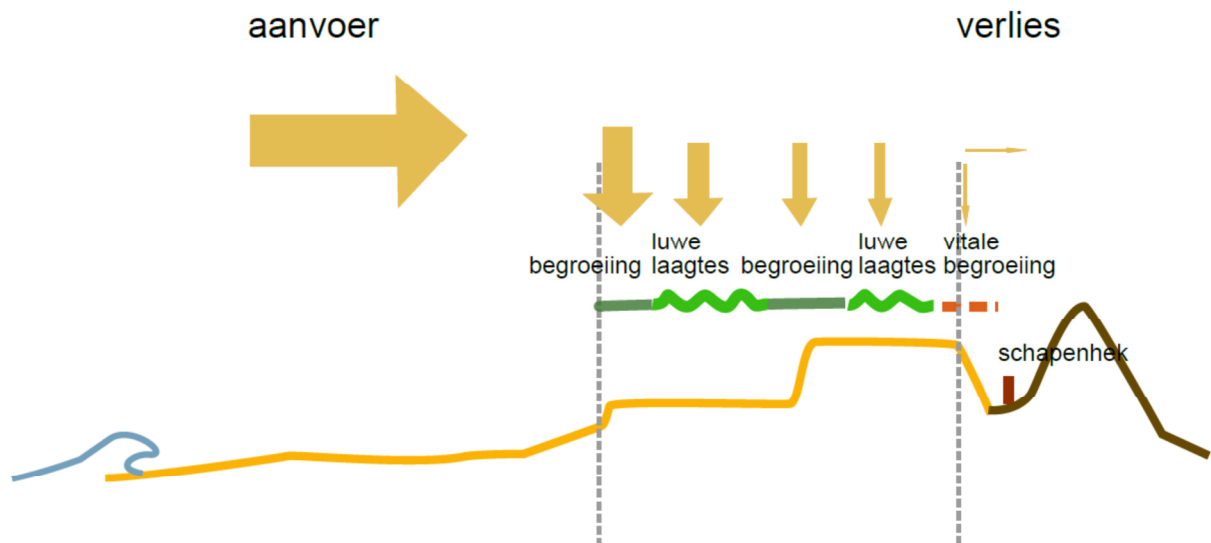 aanvoer
verlies
begroeiing
luwe
laagtes
begroeiing
luwe
laagtes
vitale
begroeiing
schapenhek